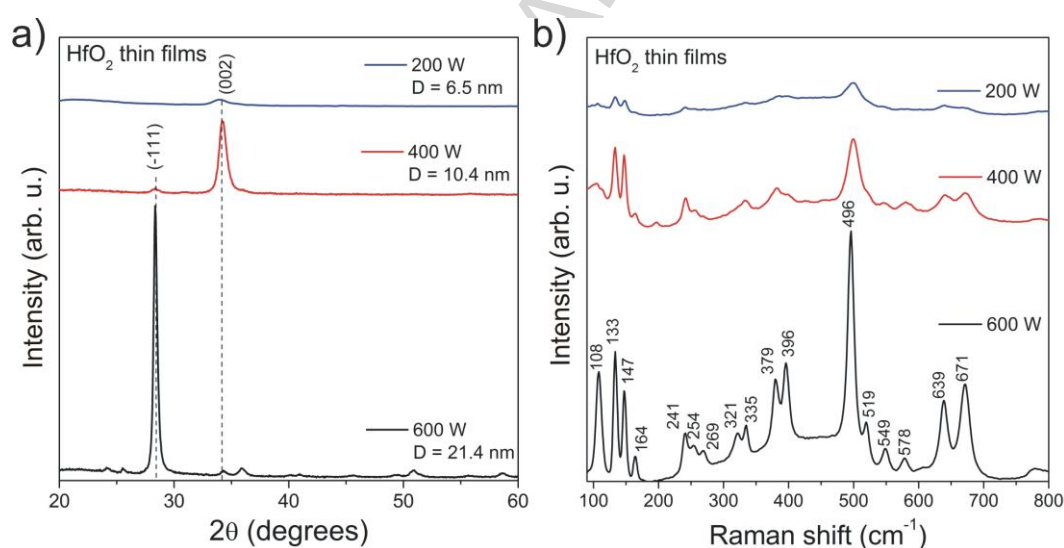 a)
HfO₂ thin films
200 W
D = 6.5 nm
(002)
(-111)
400 W
D = 10.4 nm
600 W
D = 21.4 nm
Intensity (arb. u.)
20 30 40 50 60
2θ (degrees)
b)
HfO₂ thin films
200 W
400 W
600 W
108
133
147
164
241
254
269
321
335
379
396
496
519
549
578
639
671
Intensity (arb. u.)
100 200 300 400 500 600 700 800
Raman shift (cm⁻¹)